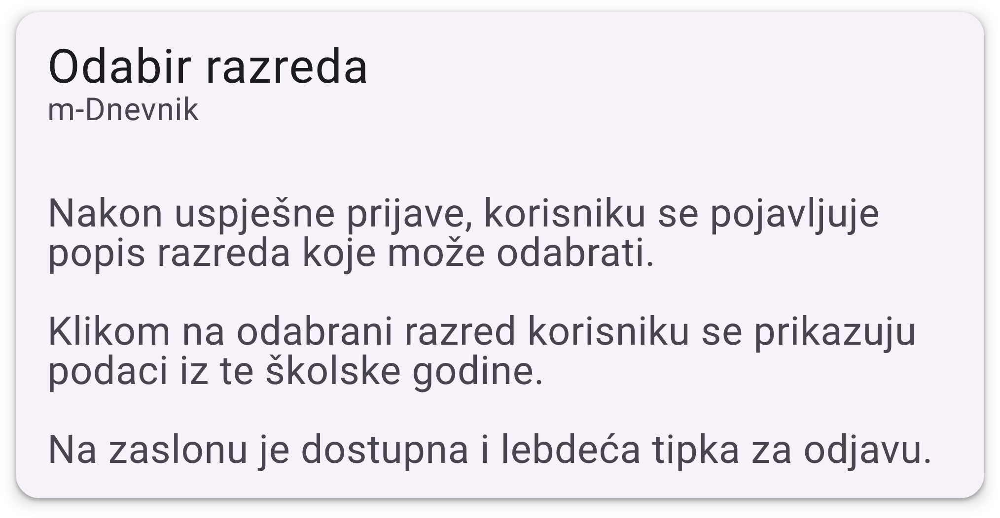 Odabir razreda
m-Dnevnik
Nakon uspješne prijave, korisniku se pojavljuje
popis razreda koje može odabrati.
Klikom na odabrani razred korisniku se prikazuju
podaci iz te školske godine.
Na zaslonu je dostupna i lebdeća tipka za odjavu.